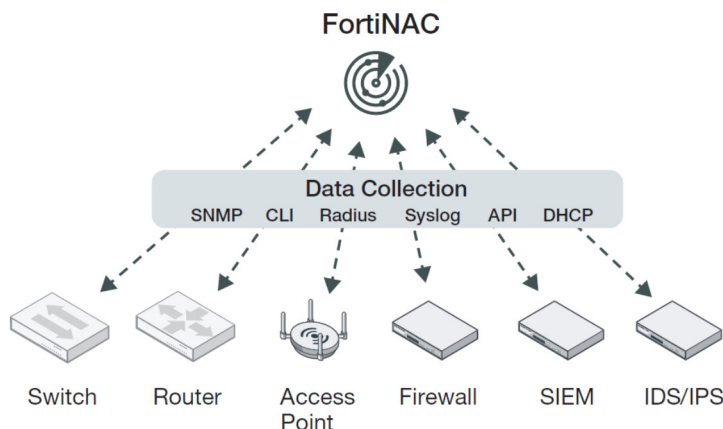 FortiNAC
Data Collection
SNMP CLI Radius Syslog API DHCP
Switch Router Access Point Firewall SIEM IDS/IPS